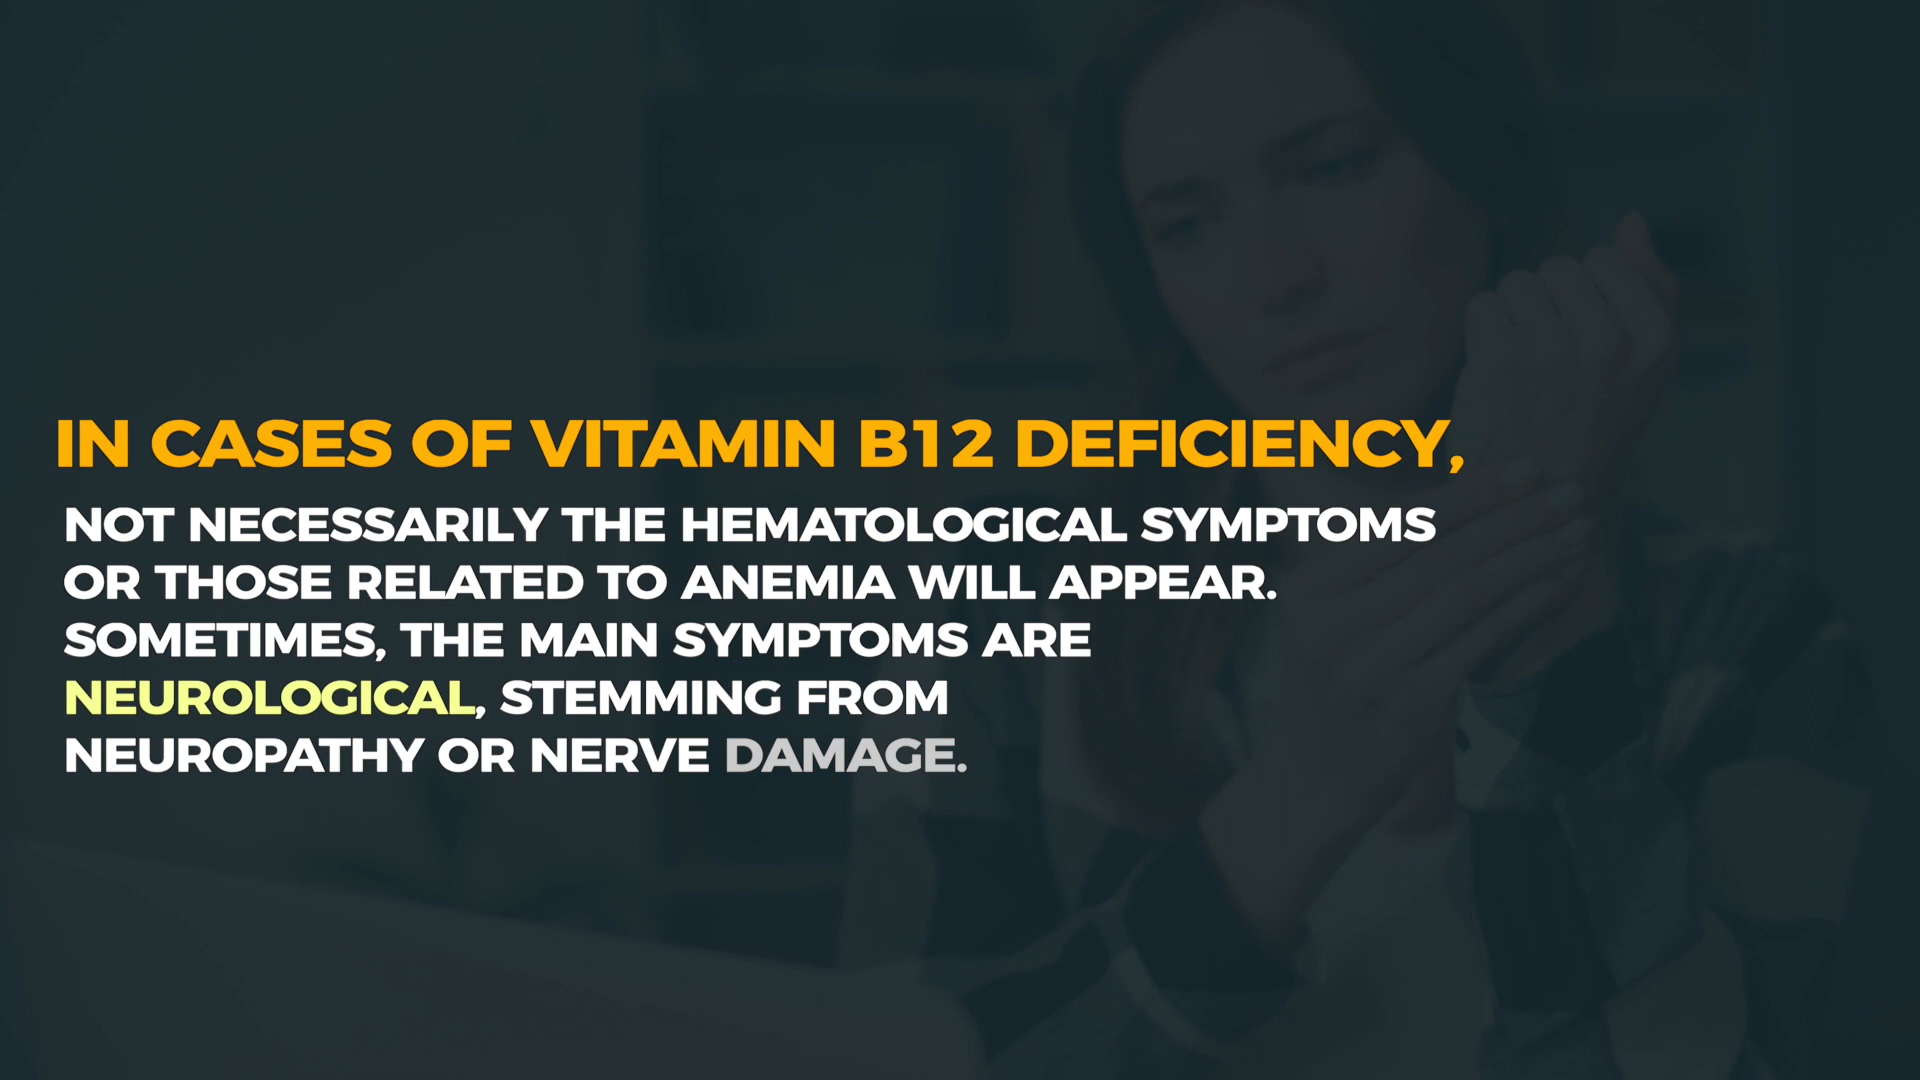 IN CASES OF VITAMIN B12 DEFICIENCY,
NOT NECESSARILY THE HEMATOLOGICAL SYMPTOMS
OR THOSE RELATED TO ANEMIA WILL APPEAR.
SOMETIMES, THE MAIN SYMPTOMS ARE
NEUROLOGICAL, STEMMING FROM
NEUROPATHY OR NERVE DAMAGE.